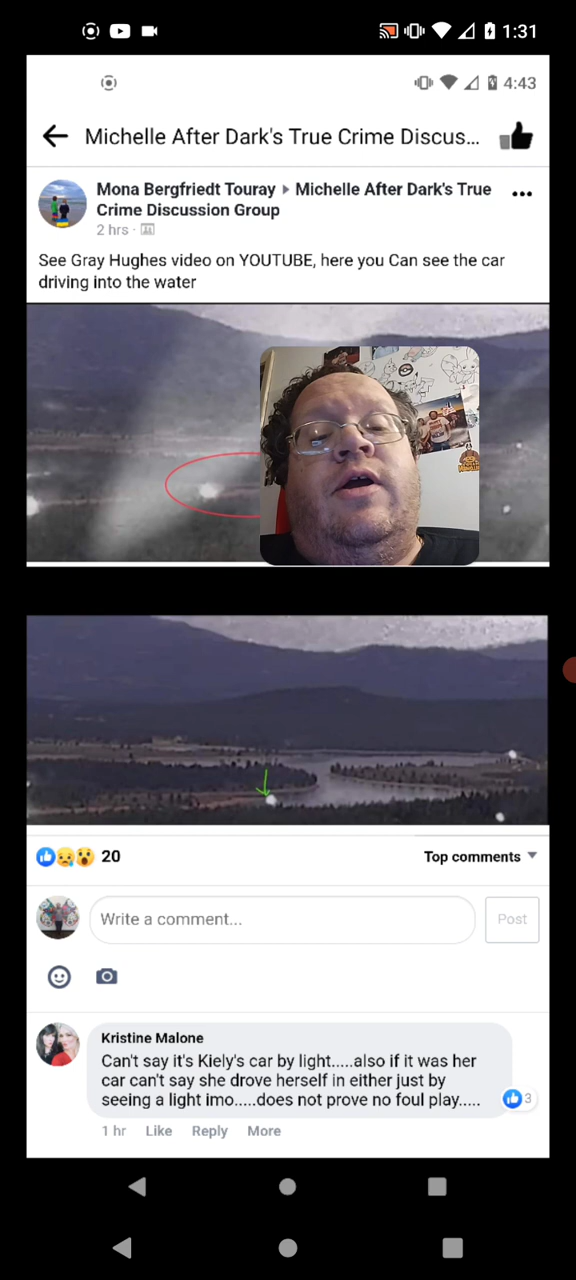 1:31
4:43
Michelle After Dark's True Crime Discus...
Mona Bergfriedt Touray ▸ Michelle After Dark's True
Crime Discussion Group
2 hrs ·
See Gray Hughes video on YOUTUBE, here you Can see the car
driving into the water
20
Top comments
Write a comment...
Post
Kristine Malone
Can't say it's Kiely's car by light.....also if it was her
car can't say she drove herself in either just by
seeing a light imo.....does not prove no foul play.....
3
1 hr Like Reply More